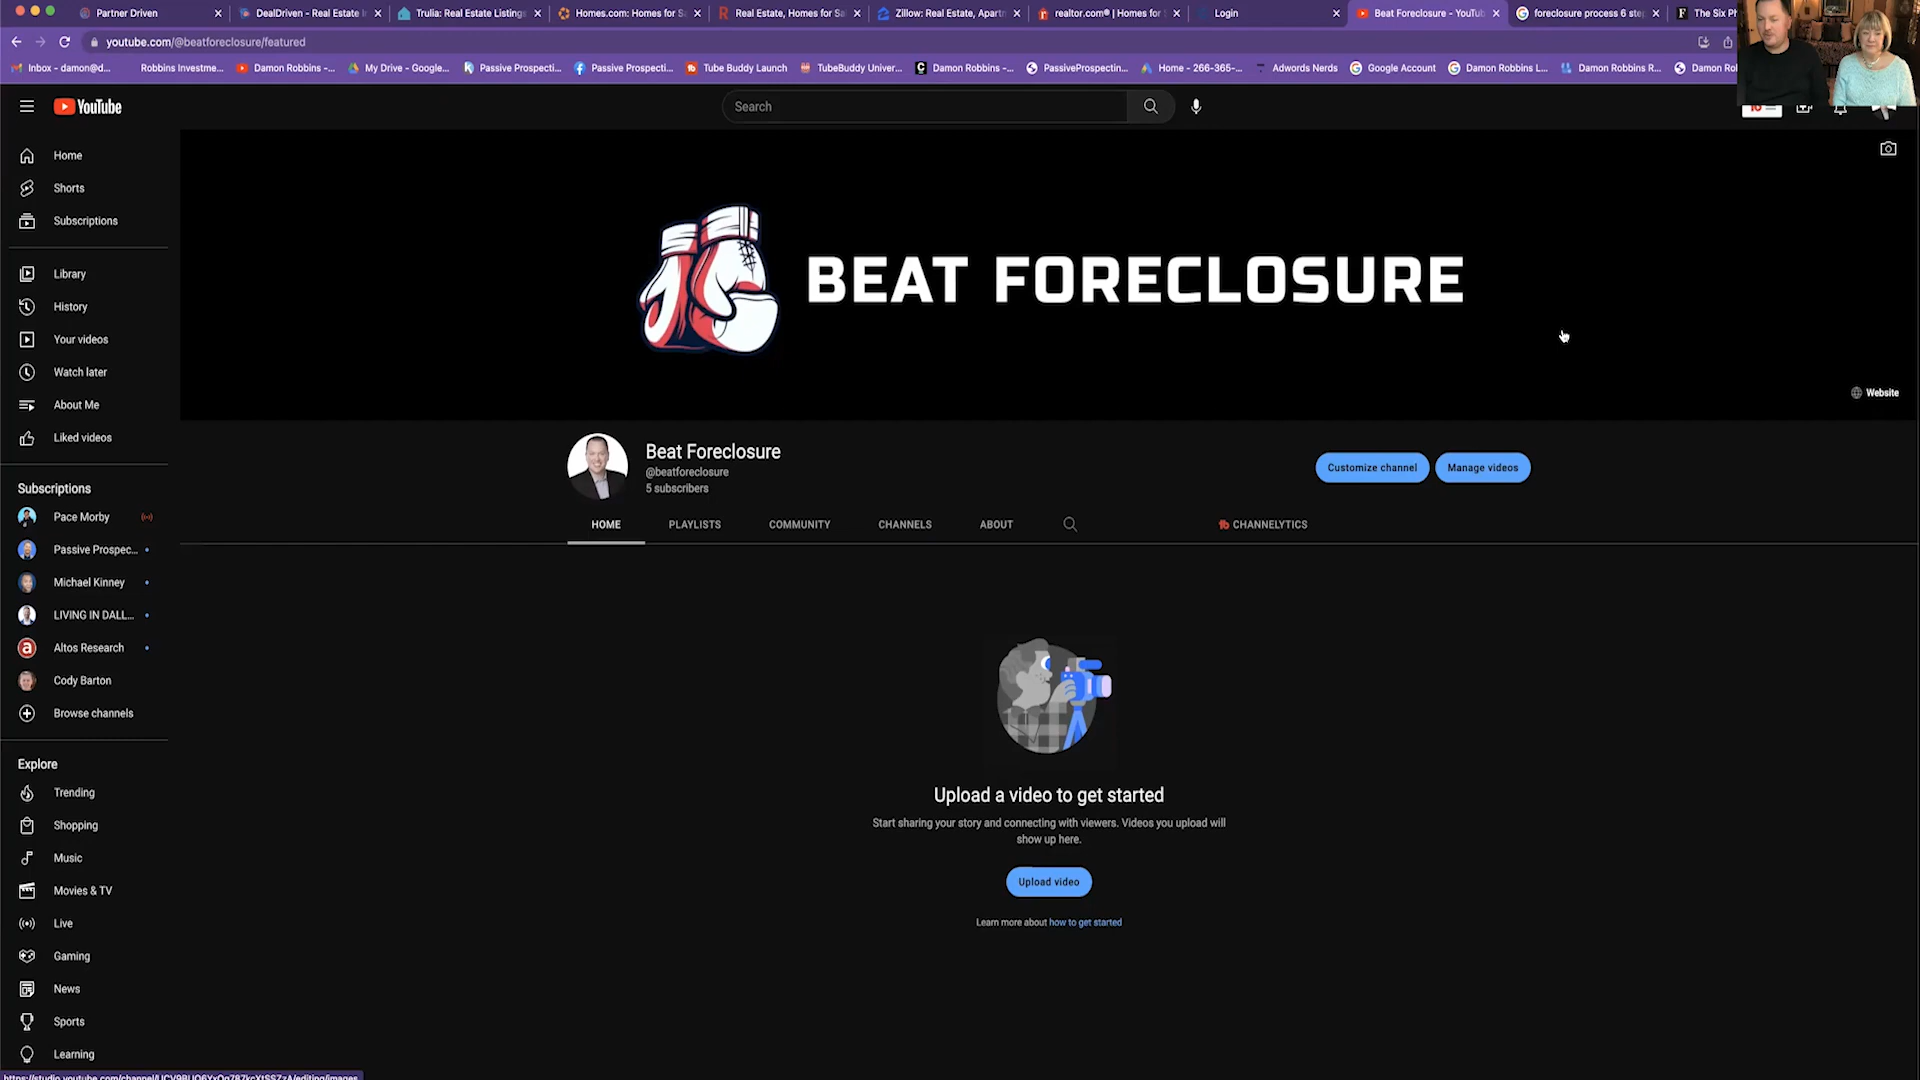 Partner Driven
DealDriven - Real Estate I
Trulia: Real Estate Listing
Homes.com: Homes for S
Real Estate, Homes for Sa
Zillow: Real Estate, Apart
realtor.com® | Homes for
Login
Beat Foreclosure - YouTub
foreclosure process 6 ste
The Six Ph
youtube.com/@beatforeclosure/featured
Inbox - damon@d...
Robbins Investme...
Damon Robbins -...
My Drive - Google...
Passive Prospecti...
Passive Prospecti...
Tube Buddy Launch
TubeBuddy Univer...
Damon Robbins -...
PassiveProspectin...
Home - 266-365-...
Adwords Nerds
Google Account
Damon Robbins L...
Damon Robbins R...
Damon Ro
YouTube
Search
Home
Shorts
Subscriptions
Library
History
Your videos
Watch later
About Me
Liked videos
Subscriptions
Pace Morby
Passive Prospec...
Michael Kinney
LIVING IN DALL...
Altos Research
Cody Barton
Browse channels
Explore
Trending
Shopping
Music
Movies & TV
Live
Gaming
News
Sports
Learning
BEAT FORECLOSURE
Website
Beat Foreclosure
@beatforeclosure
5 subscribers
Customize channel
Manage videos
HOME
PLAYLISTS
COMMUNITY
CHANNELS
ABOUT
CHANNELYTICS
Upload a video to get started
Start sharing your story and connecting with viewers. Videos you upload will
show up here.
Upload video
Learn more about how to get started